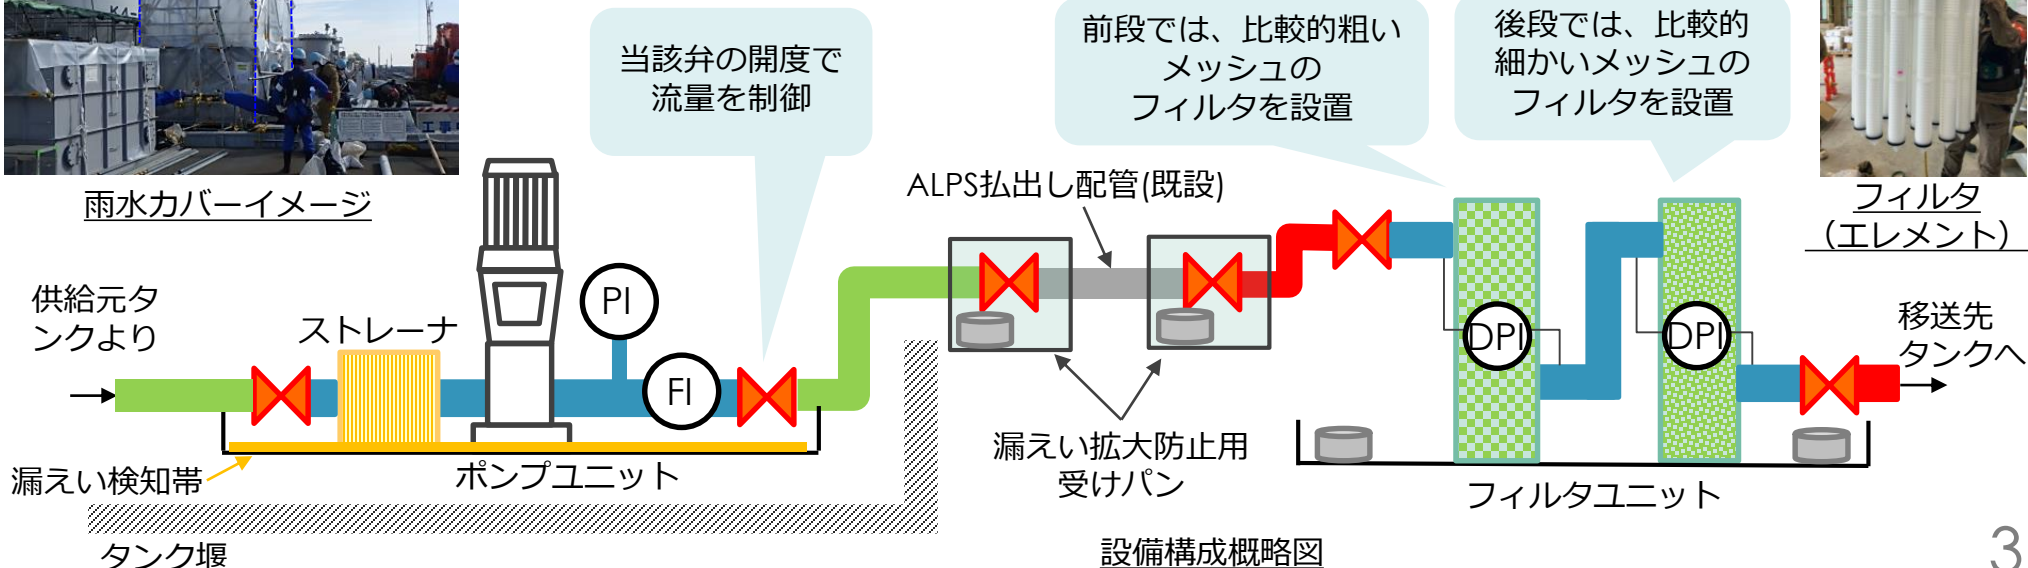 当該弁の開度で
流量を制御
前段では、比較的粗い
メッシュの
フィルタを設置
後段では、比較的
細かいメッシュの
フィルタを設置
雨水カバーイメージ
ALPS払出し配管(既設)
フィルタ
（エレメント）
供給元タ
ンクより
ストレーナ
PI
FI
DPI
DPI
移送先
タンクへ
漏えい検知帯
ポンプユニット
漏えい拡大防止用
受けパン
フィルタユニット
タンク堰
設備構成概略図
3